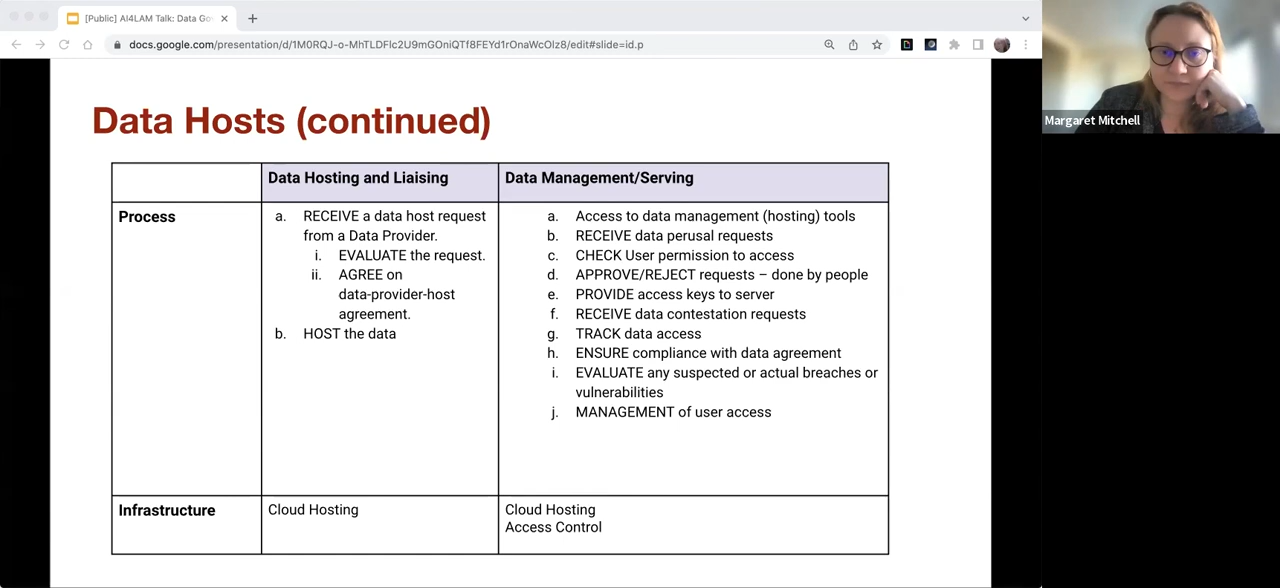 [Public] AI4LAM Talk: Data Go
docs.google.com/presentation/d/1M0RQJ-o-MhTLDFlc2U9mGOniQTf8FEYd1rOnaWcOlz8/edit#slide=id.p
Margaret Mitchell
Data Hosts (continued)
Data Hosting and Liaising
Data Management/Serving
Process
a. RECEIVE a data host request
from a Data Provider.
i. EVALUATE the request.
ii. AGREE on
data-provider-host
agreement.
b. HOST the data
a. Access to data management (hosting) tools
b. RECEIVE data perusal requests
c. CHECK User permission to access
d. APPROVE/REJECT requests – done by people
e. PROVIDE access keys to server
f. RECEIVE data contestation requests
g. TRACK data access
h. ENSURE compliance with data agreement
i. EVALUATE any suspected or actual breaches or
vulnerabilities
j. MANAGEMENT of user access
Infrastructure
Cloud Hosting
Cloud Hosting
Access Control